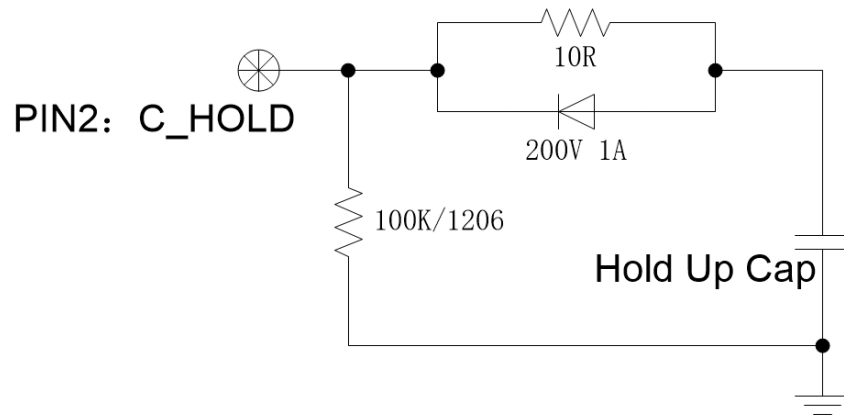 10R
PIN2：C_HOLD
200V 1A
100K/1206
Hold Up Cap